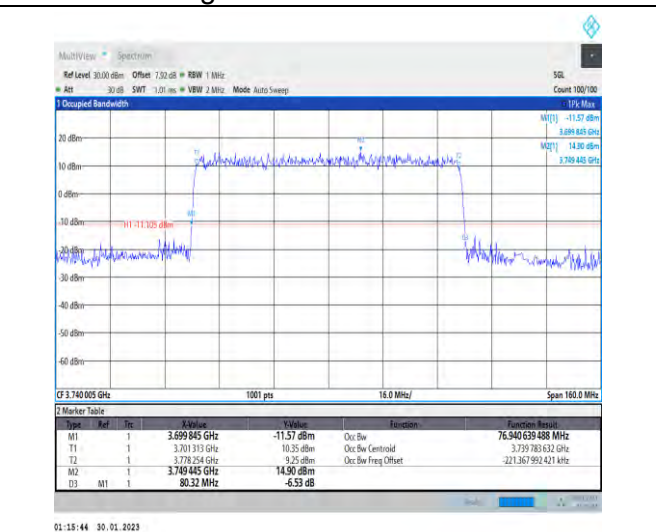 MultiView Spectrum
Ref Level 30.00 dBm Offset 7.92 dB RBW 1 MHz SGL
Att 30 dB SWT 1.01 ms VBW 2 MHz Mode Auto Sweep Count 100/100
1 Occupied Bandwidth 1Pk Max
M1[1] -11.57 dBm
3.699 845 GHz
M2[1] 14.90 dBm
3.749 445 GHz
20 dBm
10 dBm
0 dBm
-10 dBm
H1 -11.105 dBm
M1
-20 dBm
-30 dBm
-40 dBm
-50 dBm
-60 dBm
CF 3.740 005 GHz 1001 pts 16.0 MHz/ Span 160.0 MHz
2 Marker Table
Type Ref Trc X-Value Y-Value Function Function Result
M1 1 3.699 845 GHz -11.57 dBm Occ Bw 76.940 639 488 MHz
T1 1 3.701 313 GHz 10.35 dBm Occ Bw Centroid 3.739 783 632 GHz
T2 1 3.778 254 GHz 9.25 dBm Occ Bw Freq Offset -221.367 992 421 kHz
M2 1 3.749 445 GHz 14.90 dBm
D3 M1 1 80.32 MHz -6.53 dB
01:15:44 30.01.2023